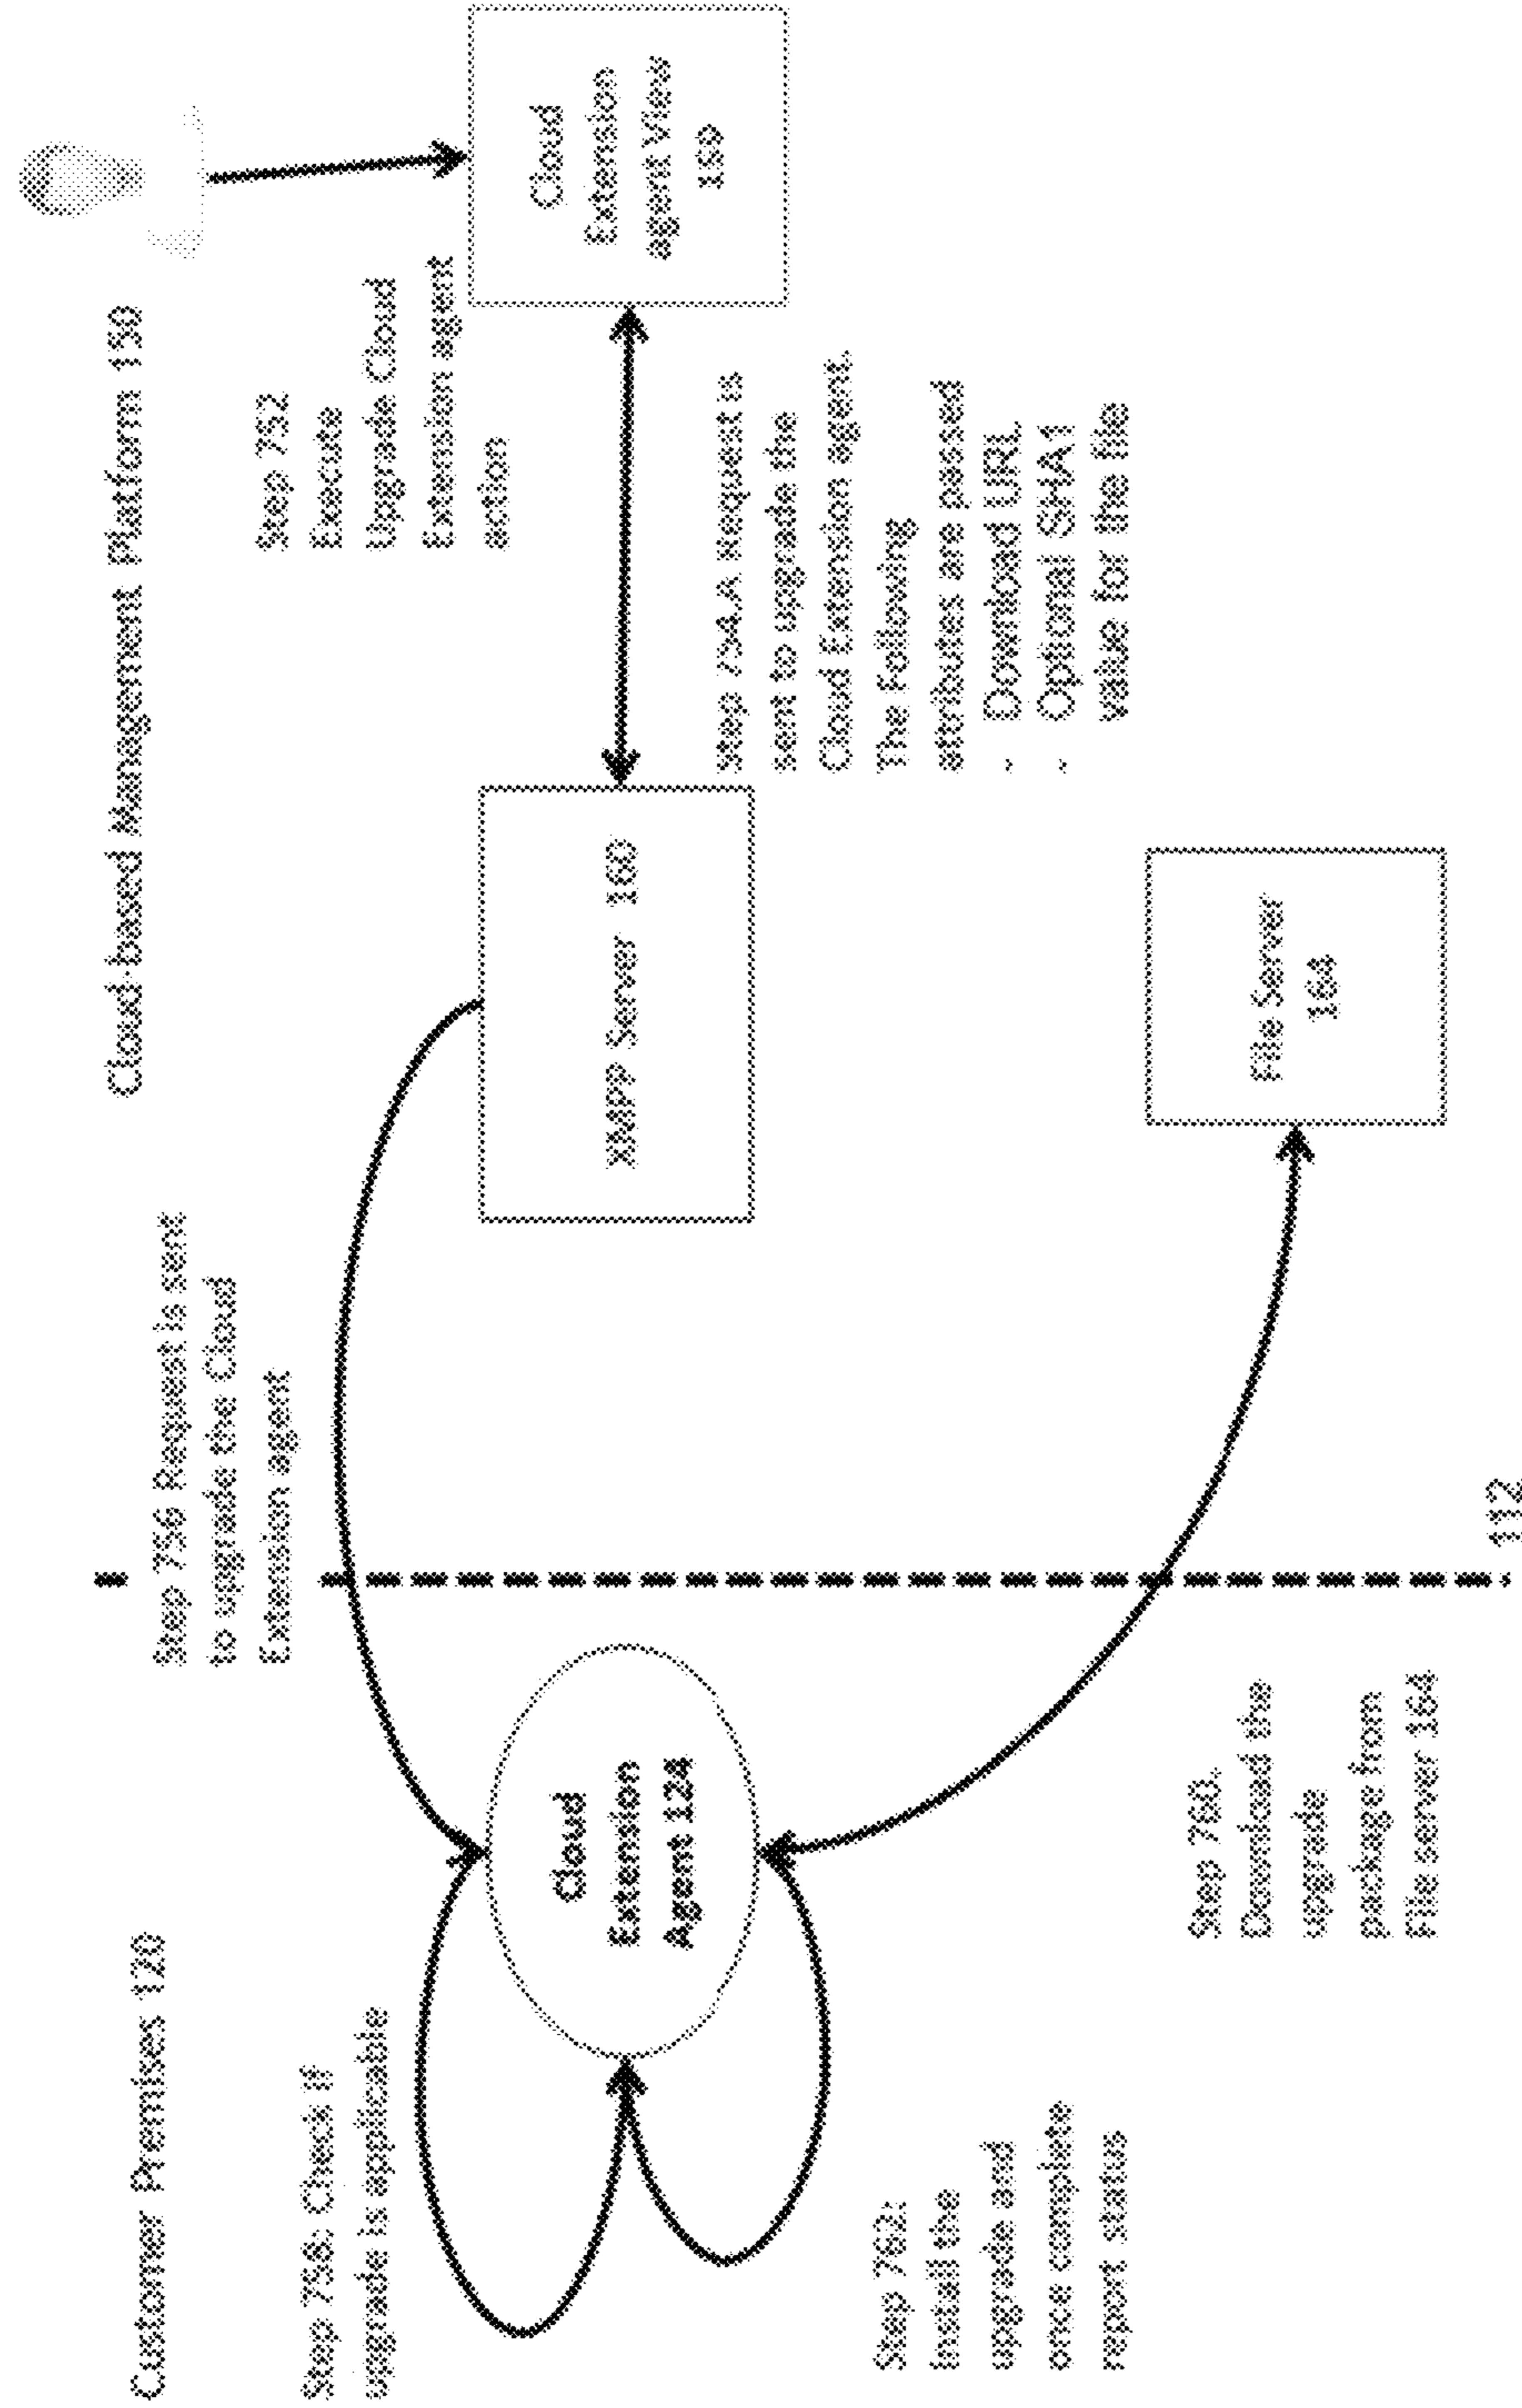 Customer Premises 120
Cloud-based Management Platform 150
Step 756 Request is sent
to upgrade the Cloud
Extension agent
Step 752
Execute
Upgrade Cloud
Extension agent
action
Step 758: Check if
upgrade is applicable
Cloud
Extension
Agent 124
XMPP Server 160
Cloud
Extension
agent View
159
Step 754.A Request is
sent to upgrade the
Cloud Extension agent.
The Following
attributes are passed
- Download URL
- Optional SHA1
value for the file
Step 762:
Install the
upgrade and
once complete
report status
Step 760.
Download the
upgrade
package from
File server 164
File Server
164
112